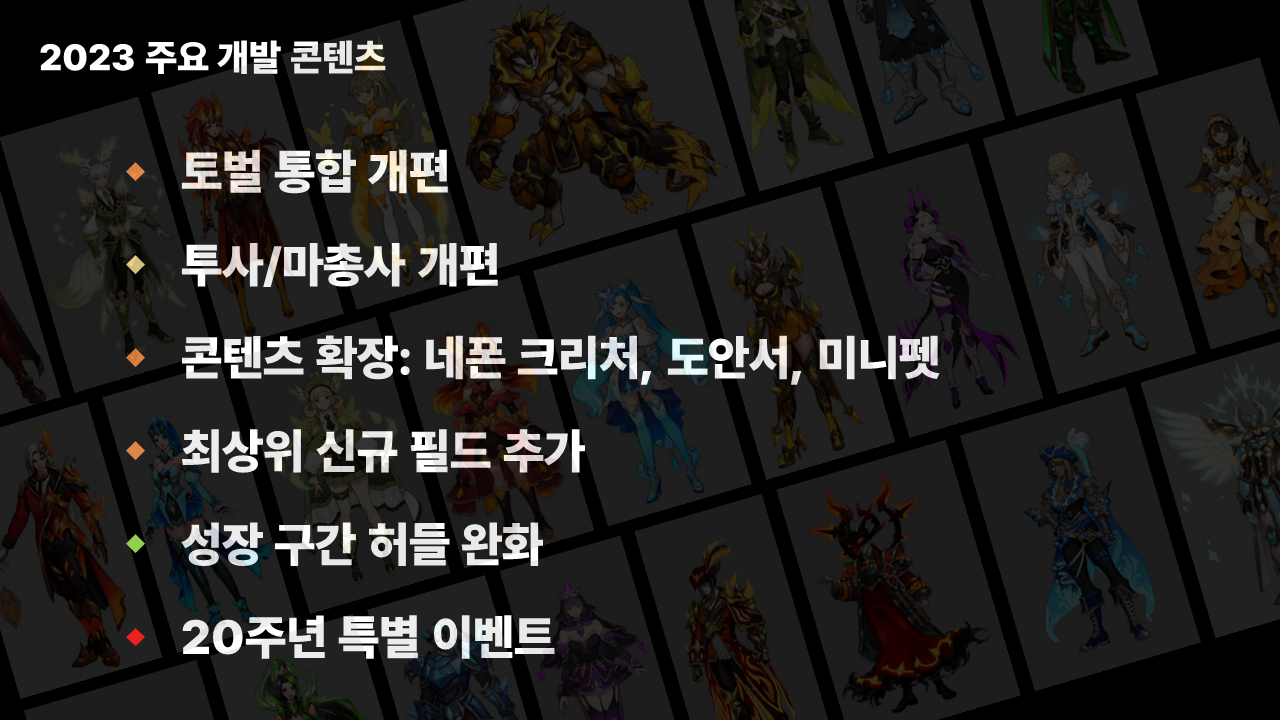 2023 주요 개발 콘텐츠
토벌 통합 개편
투사/마총사 개편
콘텐츠 확장: 네폰 크리처, 도안서, 미니펫
최상위 신규 필드 추가
성장 구간 허들 완화
20주년 특별 이벤트